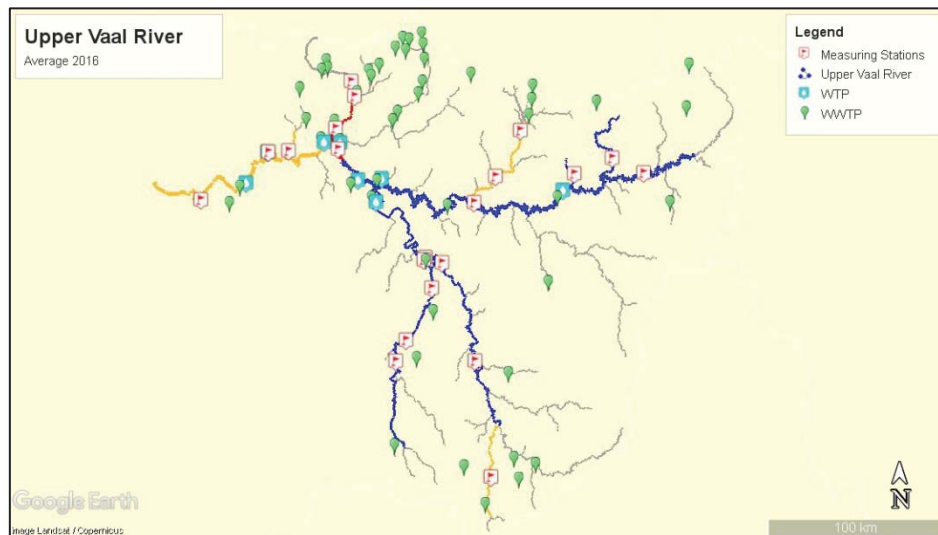 Upper Vaal River
Average 2016
Legend
Measuring Stations
Upper Vaal River
WTP
WWTP
Google Earth
Image Landsat / Copernicus
N
100 km